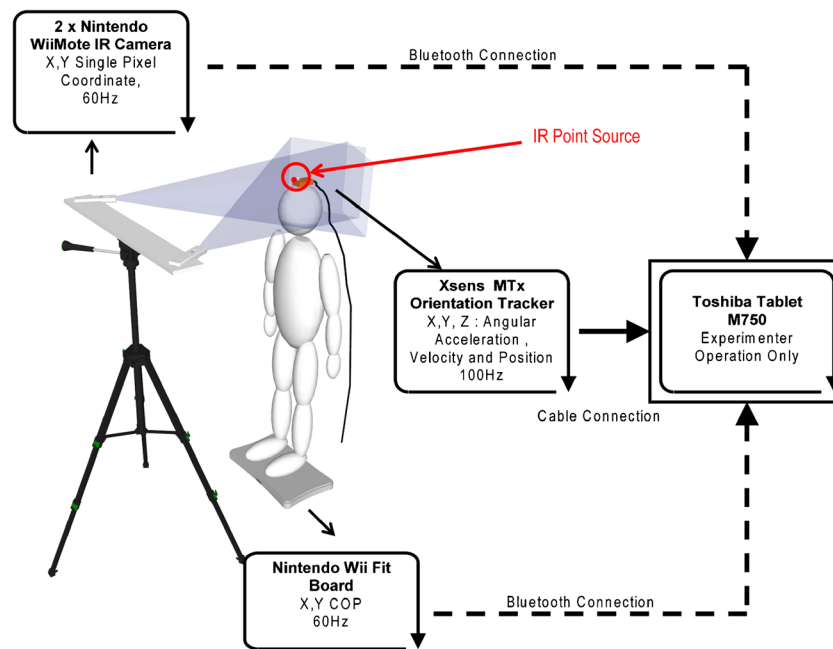 2 x Nintendo
WiiMote IR Camera
X,Y Single Pixel
Coordinate,
60Hz
Bluetooth Connection
IR Point Source
Xsens MTx
Orientation Tracker
X,Y, Z : Angular
Acceleration ,
Velocity and Position
100Hz
Cable Connection
Toshiba Tablet
M750
Experimenter
Operation Only
Nintendo Wii Fit
Board
X,Y COP
60Hz
Bluetooth Connection